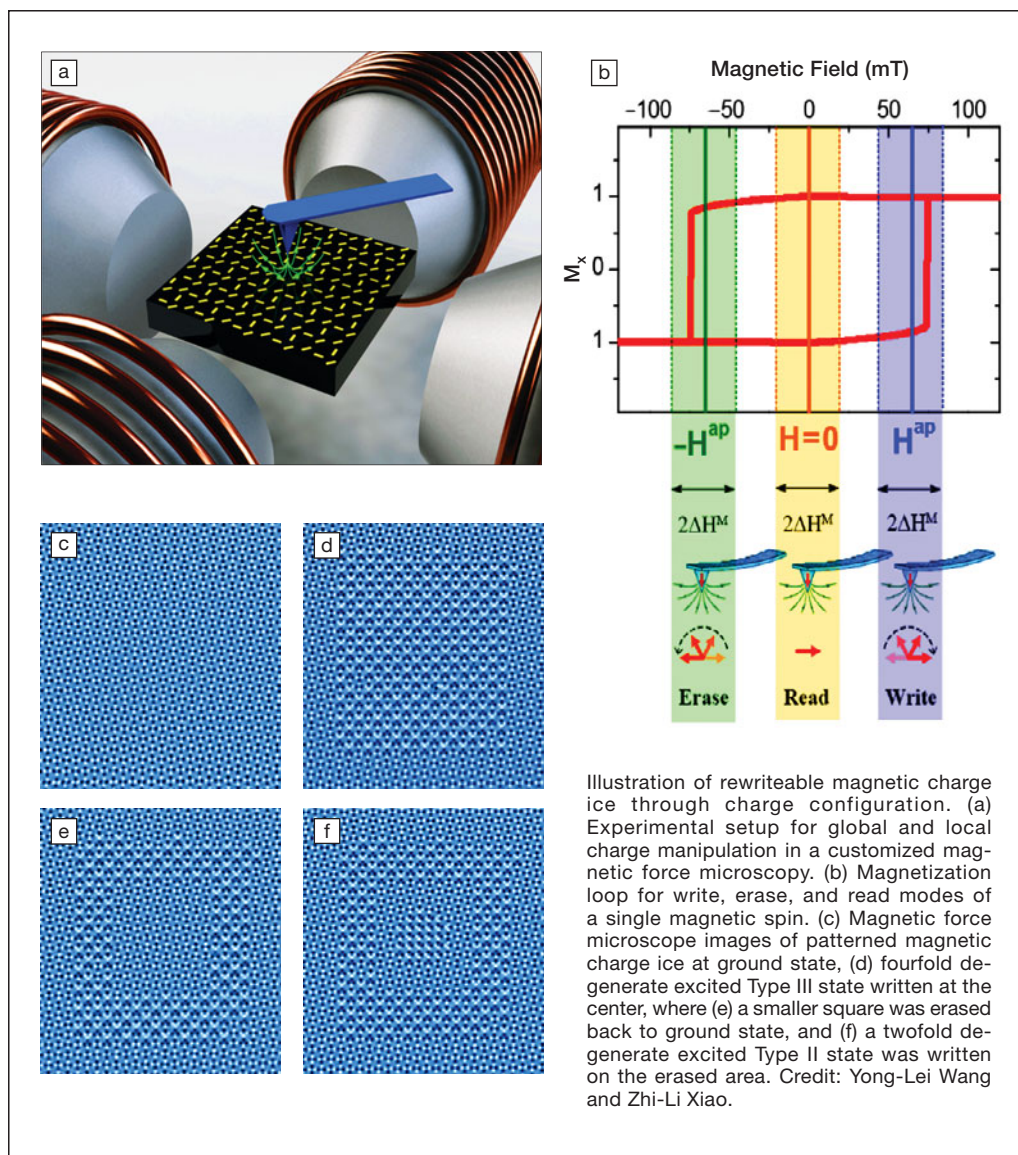 a
b
Magnetic Field (mT)
−100 −50 0 50 100
1
0
1
Mx
−Hᵃᵖ H=0 Hᵃᵖ
2ΔHᴹ 2ΔHᴹ 2ΔHᴹ
Erase Read Write
c
d
e
f
Illustration of rewriteable magnetic charge
ice through charge configuration. (a)
Experimental setup for global and local
charge manipulation in a customized mag-
netic force microscopy. (b) Magnetization
loop for write, erase, and read modes of
a single magnetic spin. (c) Magnetic force
microscope images of patterned magnetic
charge ice at ground state, (d) fourfold de-
generate excited Type III state written at the
center, where (e) a smaller square was erased
back to ground state, and (f) a twofold de-
generate excited Type II state was written
on the erased area. Credit: Yong-Lei Wang
and Zhi-Li Xiao.